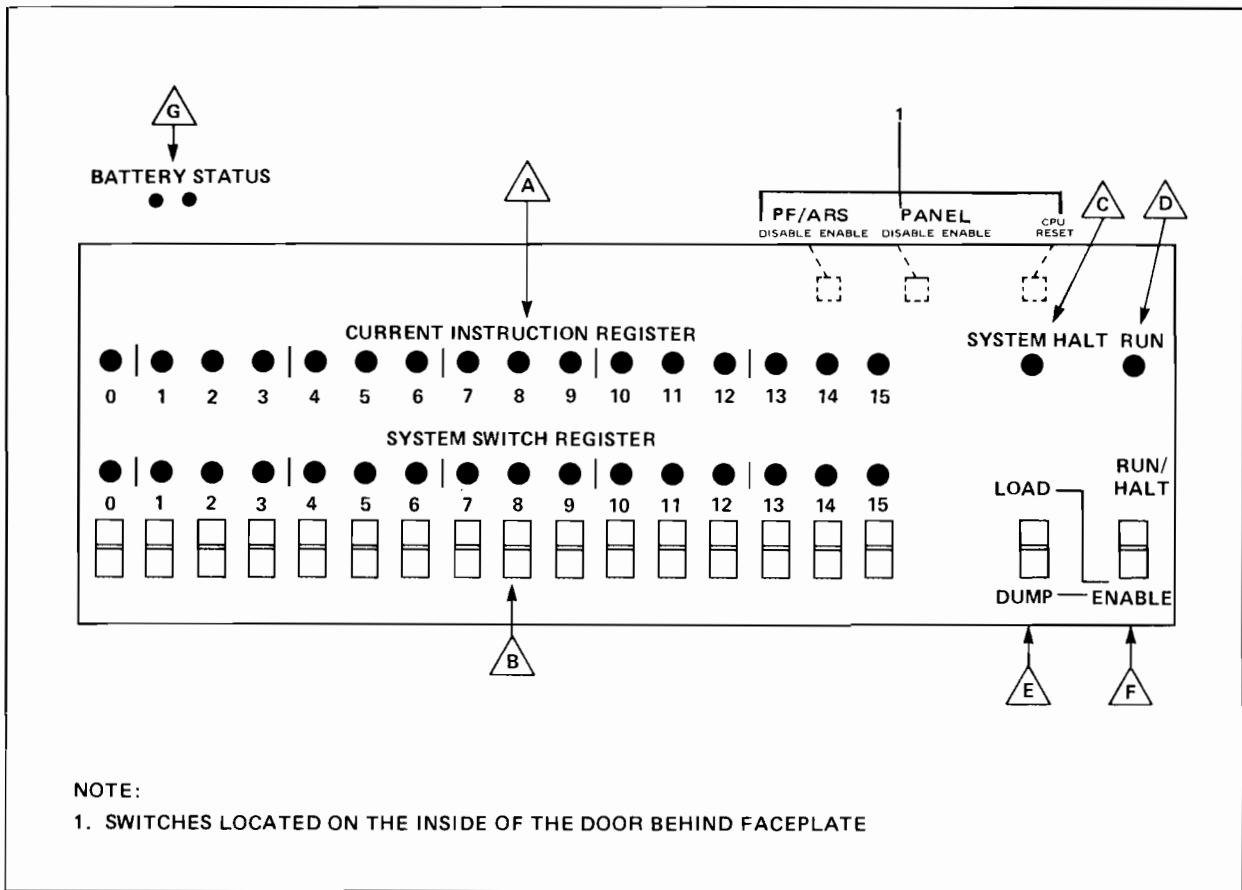 G
BATTERY STATUS
1
A
PF/ARS PANEL
DISABLE ENABLE DISABLE ENABLE
CPU
RESET
C
D
CURRENT INSTRUCTION REGISTER
SYSTEM HALT RUN
0 1 2 3 4 5 6 7 8 9 10 11 12 13 14 15
SYSTEM SWITCH REGISTER
0 1 2 3 4 5 6 7 8 9 10 11 12 13 14 15
LOAD
RUN/
HALT
DUMP ENABLE
B
E
F
NOTE:
1. SWITCHES LOCATED ON THE INSIDE OF THE DOOR BEHIND FACEPLATE